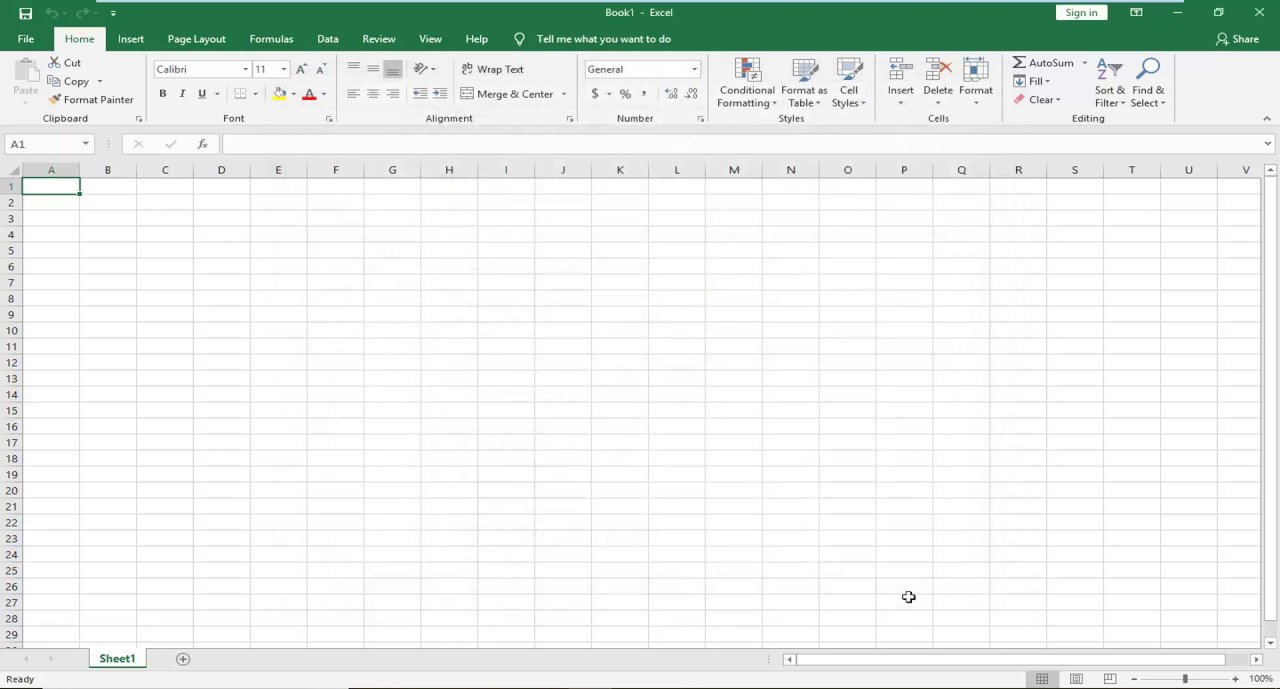 Book1 - Excel
Sign in
File Home Insert Page Layout Formulas Data Review View Help Tell me what you want to do Share
Paste
Cut
Copy
Format Painter
Clipboard
Calibri 11 A A
B I U A
Font
Wrap Text
Merge & Center
Alignment
General
$ % ,
Number
Conditional Formatting
Format as Table
Cell Styles
Styles
Insert
Delete
Format
Cells
AutoSum
Fill
Clear
Sort & Filter
Find & Select
Editing
A1
fx
A B C D E F G H I J K L M N O P Q R S T U V
1
2
3
4
5
6
7
8
9
10
11
12
13
14
15
16
17
18
19
20
21
22
23
24
25
26
27
28
29
Sheet1
Ready
100%